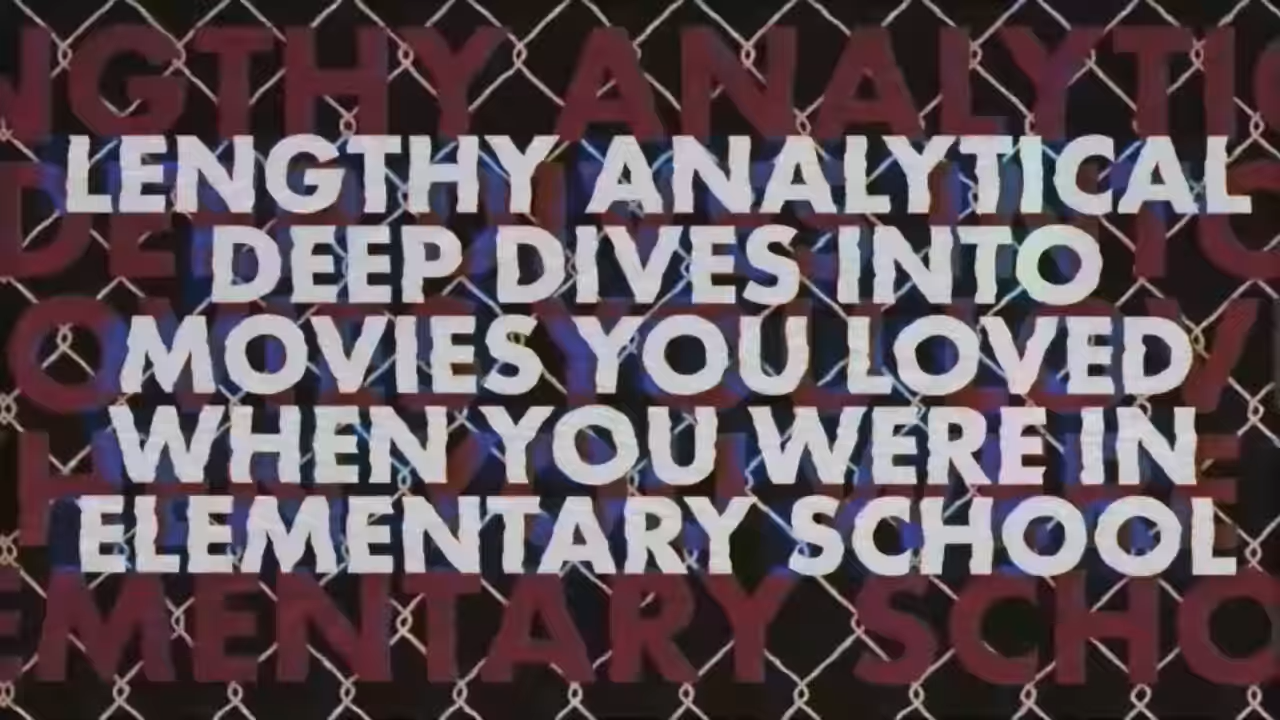 LENGTHY ANALYTICAL
DEEP DIVES INTO
MOVIES YOU LOVED
WHEN YOU WERE IN
ELEMENTARY SCHOOL